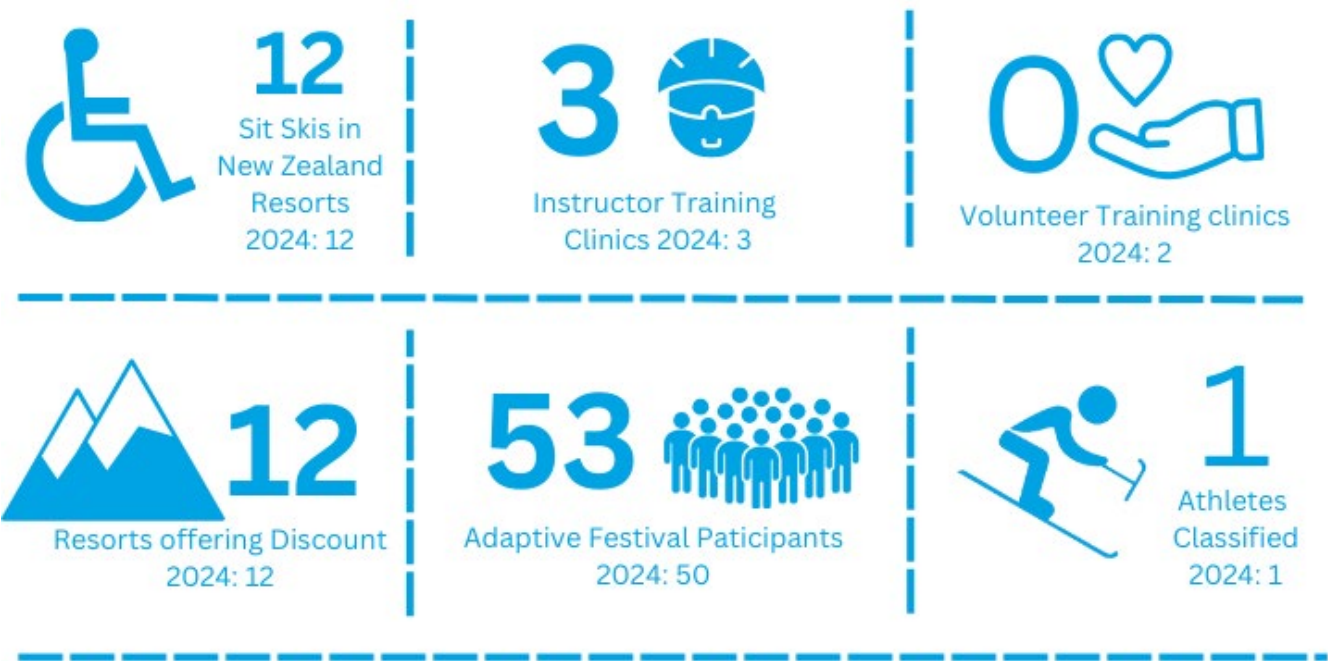 12
Sit Skis in
New Zealand
Resorts
2024: 12
3
Instructor Training
Clinics 2024: 3
0
Volunteer Training clinics
2024: 2
12
Resorts offering Discount
2024: 12
53
Adaptive Festival Paticipants
2024: 50
1
Athletes
Classified
2024: 1